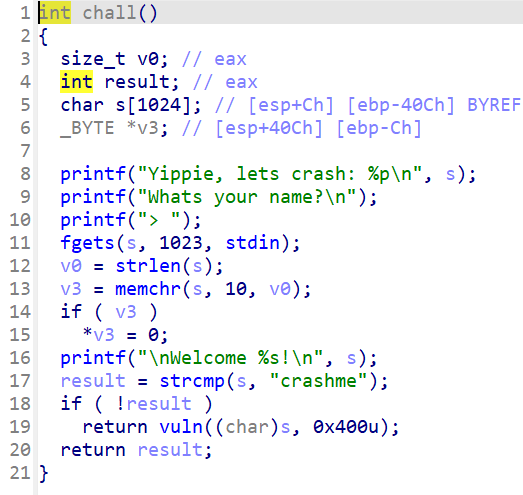 1 int chall()
2 {
3 size_t v0; // eax
4 int result; // eax
5 char s[1024]; // [esp+Ch] [ebp-40Ch] BYREF
6 _BYTE *v3; // [esp+40Ch] [ebp-Ch]
7
8 printf("Yippie, lets crash: %p\n", s);
9 printf("Whats your name?\n");
10 printf("> ");
11 fgets(s, 1023, stdin);
12 v0 = strlen(s);
13 v3 = memchr(s, 10, v0);
14 if ( v3 )
15 *v3 = 0;
16 printf("\nWelcome %s!\n", s);
17 result = strcmp(s, "crashme");
18 if ( !result )
19 return vuln((char)s, 0x400u);
20 return result;
21 }